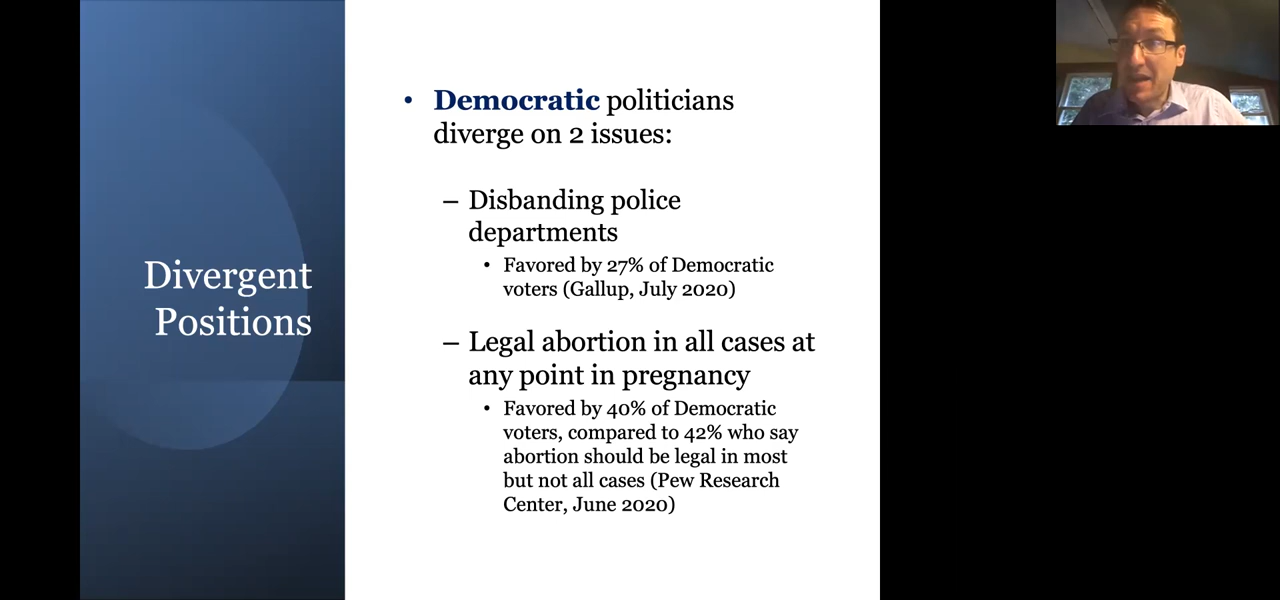 Divergent
Positions
• Democratic politicians
diverge on 2 issues:
– Disbanding police
departments
• Favored by 27% of Democratic
voters (Gallup, July 2020)
– Legal abortion in all cases at
any point in pregnancy
• Favored by 40% of Democratic
voters, compared to 42% who say
abortion should be legal in most
but not all cases (Pew Research
Center, June 2020)